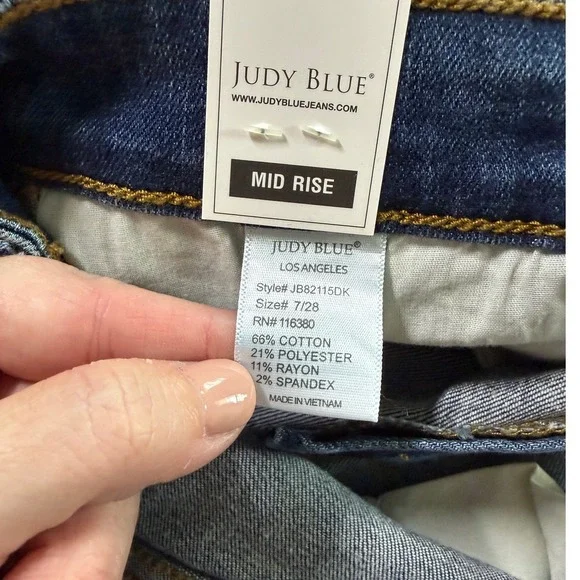 JUDY BLUE®
WWW.JUDYBLUEJEANS.COM
MID RISE
JUDY BLUE®
LOS ANGELES
Style# JB82115DK
Size# 7/28
RN# 116380
66% COTTON
21% POLYESTER
11% RAYON
2% SPANDEX
MADE IN VIETNAM